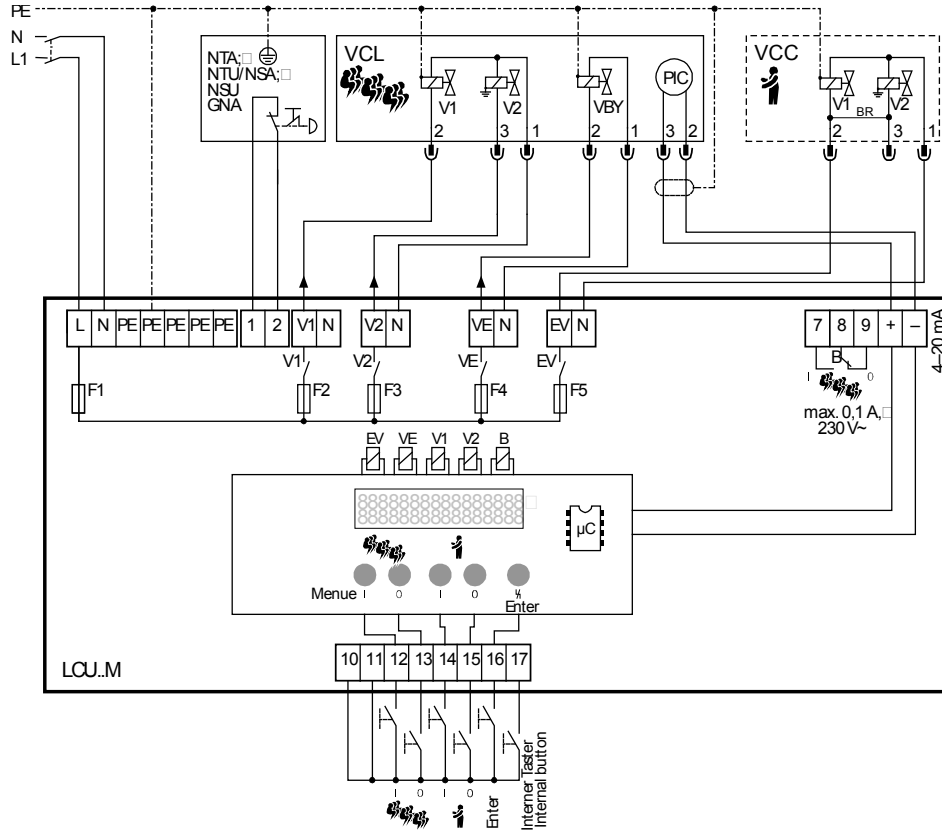 PE
N
L1
NTA;□
NTU/NSA;□
NSU
GNA
VCL
V1
V2
VBY
PIC
2
3
1
2
1
3
2
VCC
V1
V2
BR
2
3
1
L N PE PE PE PE PE 1 2 V1 N V2 N VE N EV N 7 8 9 + –
4–20 mA
V1
V2
VE
EV
F1
F2
F3
F4
F5
B
I
0
max. 0,1 A,□
230 V~
EV VE V1 V2 B
µC
Menue
I 0 I 0
Enter
10 11 12 13 14 15 16 17
LCU..M
I 0 I 0
Enter
Interner Taster
Internal button